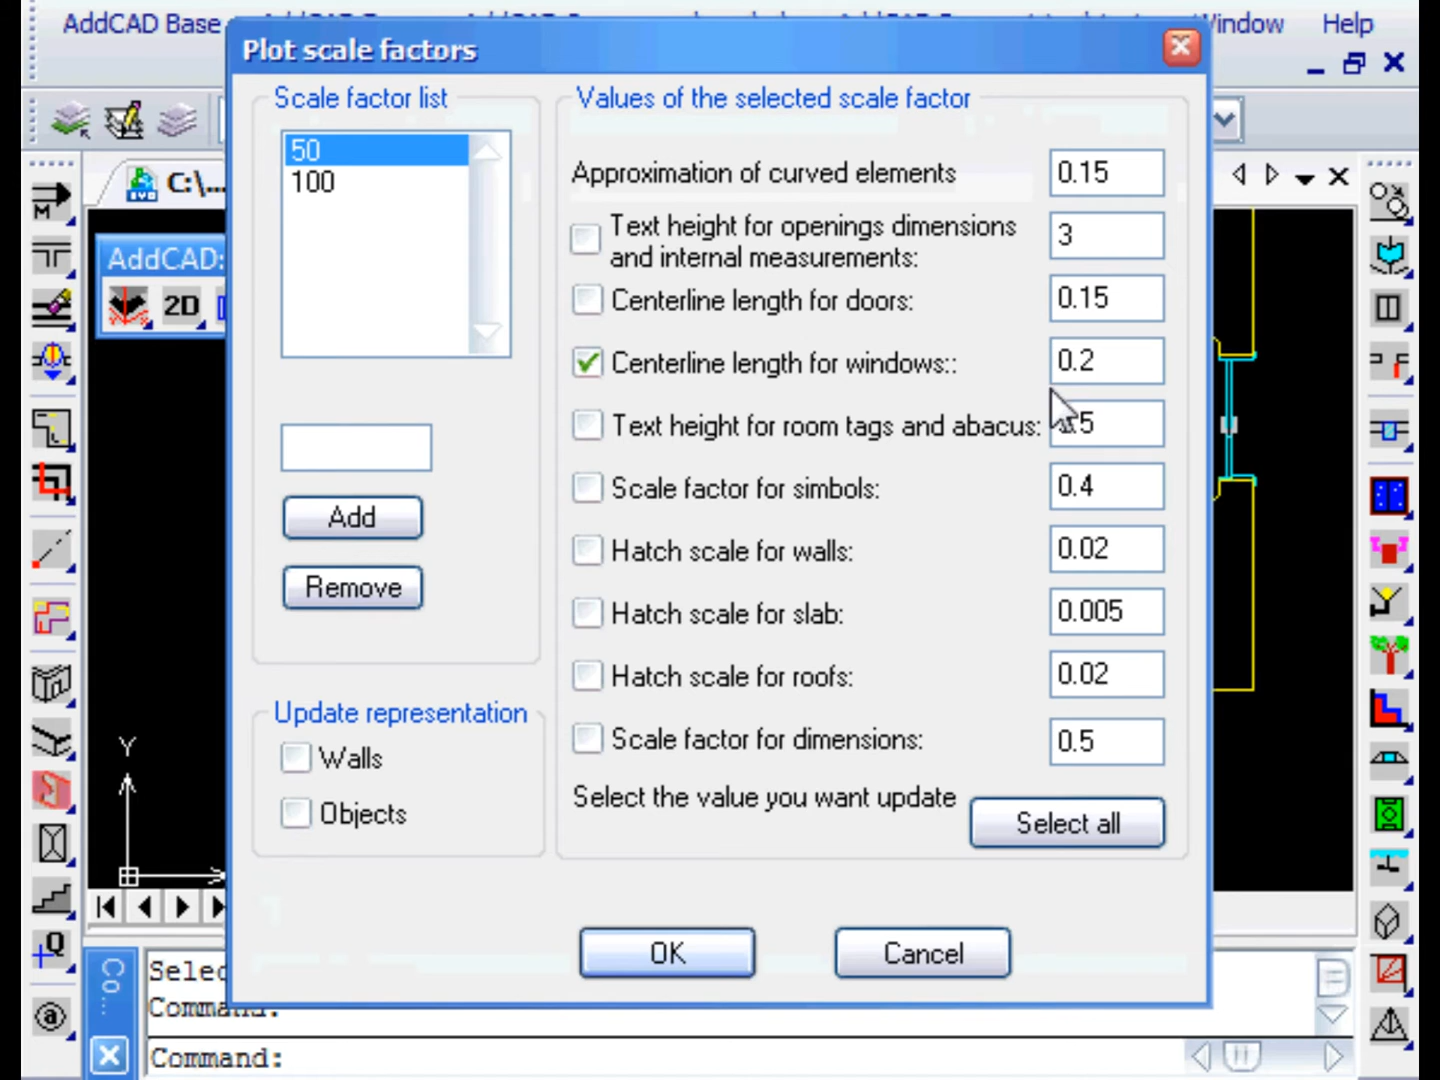 AddCAD Base
Window
Help
Plot scale factors
Scale factor list
50
100
Add
Remove
Update representation
Walls
Objects
Values of the selected scale factor
Approximation of curved elements
0.15
Text height for openings dimensions
and internal measurements:
3
Centerline length for doors:
0.15
Centerline length for windows::
0.2
Text height for room tags and abacus:
Scale factor for simbols:
0.4
Hatch scale for walls:
0.02
Hatch scale for slab:
0.005
Hatch scale for roofs:
0.02
Scale factor for dimensions:
0.5
Select the value you want update
Select all
OK
Cancel
C:\...
AddCAD:
2D
M
Y
Q
@
Co...
Command:
Command: